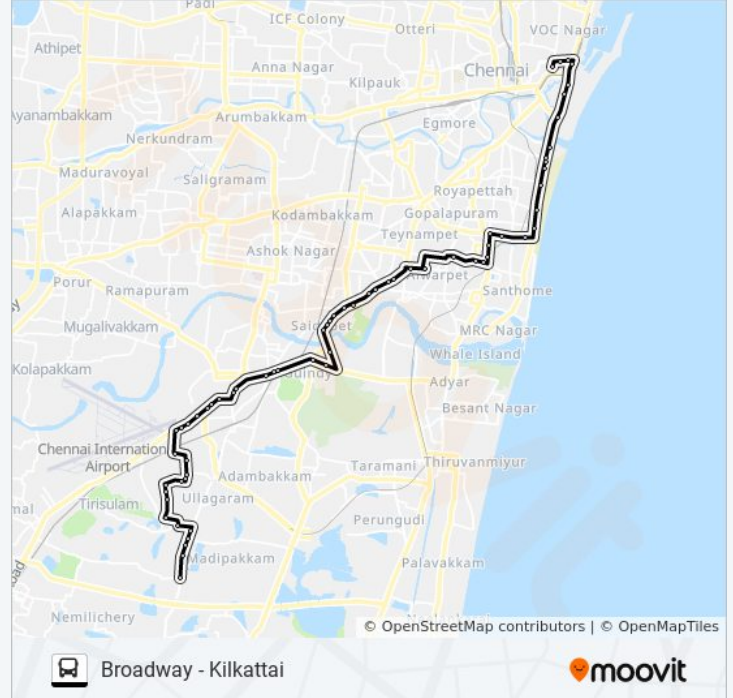 Padi
ICF Colony
Otteri
VOC Nagar
Athipet
Anna Nagar
Kilpauk
Chennai
Ayanambakkam
Arumbakkam
Egmore
Nerkundram
Maduravoyal
Saligramam
Royapettah
Alapakkam
Kodambakkam
Gopalapuram
Teynampet
Ashok Nagar
Alwarpet
Porur
Ramapuram
Santhome
Mugalivakkam
Saidapet
MRC Nagar
Kolapakkam
Whale Island
Guindy
Adyar
Besant Nagar
Chennai International
Airport
Taramani
Thiruvanmiyur
Adambakkam
Tirisulam
Ullagaram
Perungudi
Madipakkam
Palavakkam
Nemilichery
© OpenStreetMap contributors | © OpenMapTiles
Broadway - Kilkattai
moovit